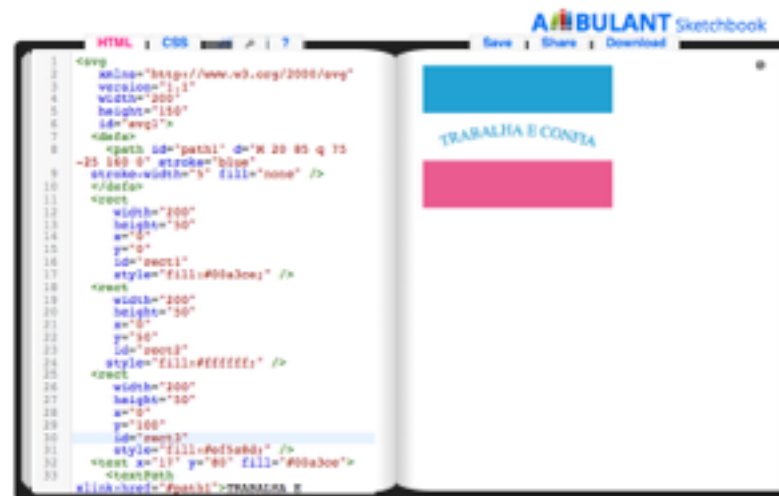 AMBULANT Sketchbook
HTML CSS ?
Save Share Download
1 <svg
2 xmlns="http://www.w3.org/2000/svg"
3 version="1.1"
4 width="200"
5 height="150"
6 id="svg1">
7 <defs>
8 <path id="path1" d="M 20 85 q 75
-25 160 0" stroke="blue"
9 stroke-width="5" fill="none" />
10 </defs>
11 <rect
12 width="200"
13 height="50"
14 x="0"
15 y="0"
16 id="rect1"
17 style="fill:#00a3ce;" />
18 <rect
19 width="200"
20 height="50"
21 x="0"
22 y="50"
23 id="rect2"
24 style="fill:#ffffff;" />
25 <rect
26 width="200"
27 height="50"
28 x="0"
29 y="100"
30 id="rect3"
31 style="fill:#ef5a8d;" />
32 <text x="17" y="80" fill="#00a3ce">
33 <textPath
xlink:href="#path1">TRABALHA E
TRABALHA E CONFIA